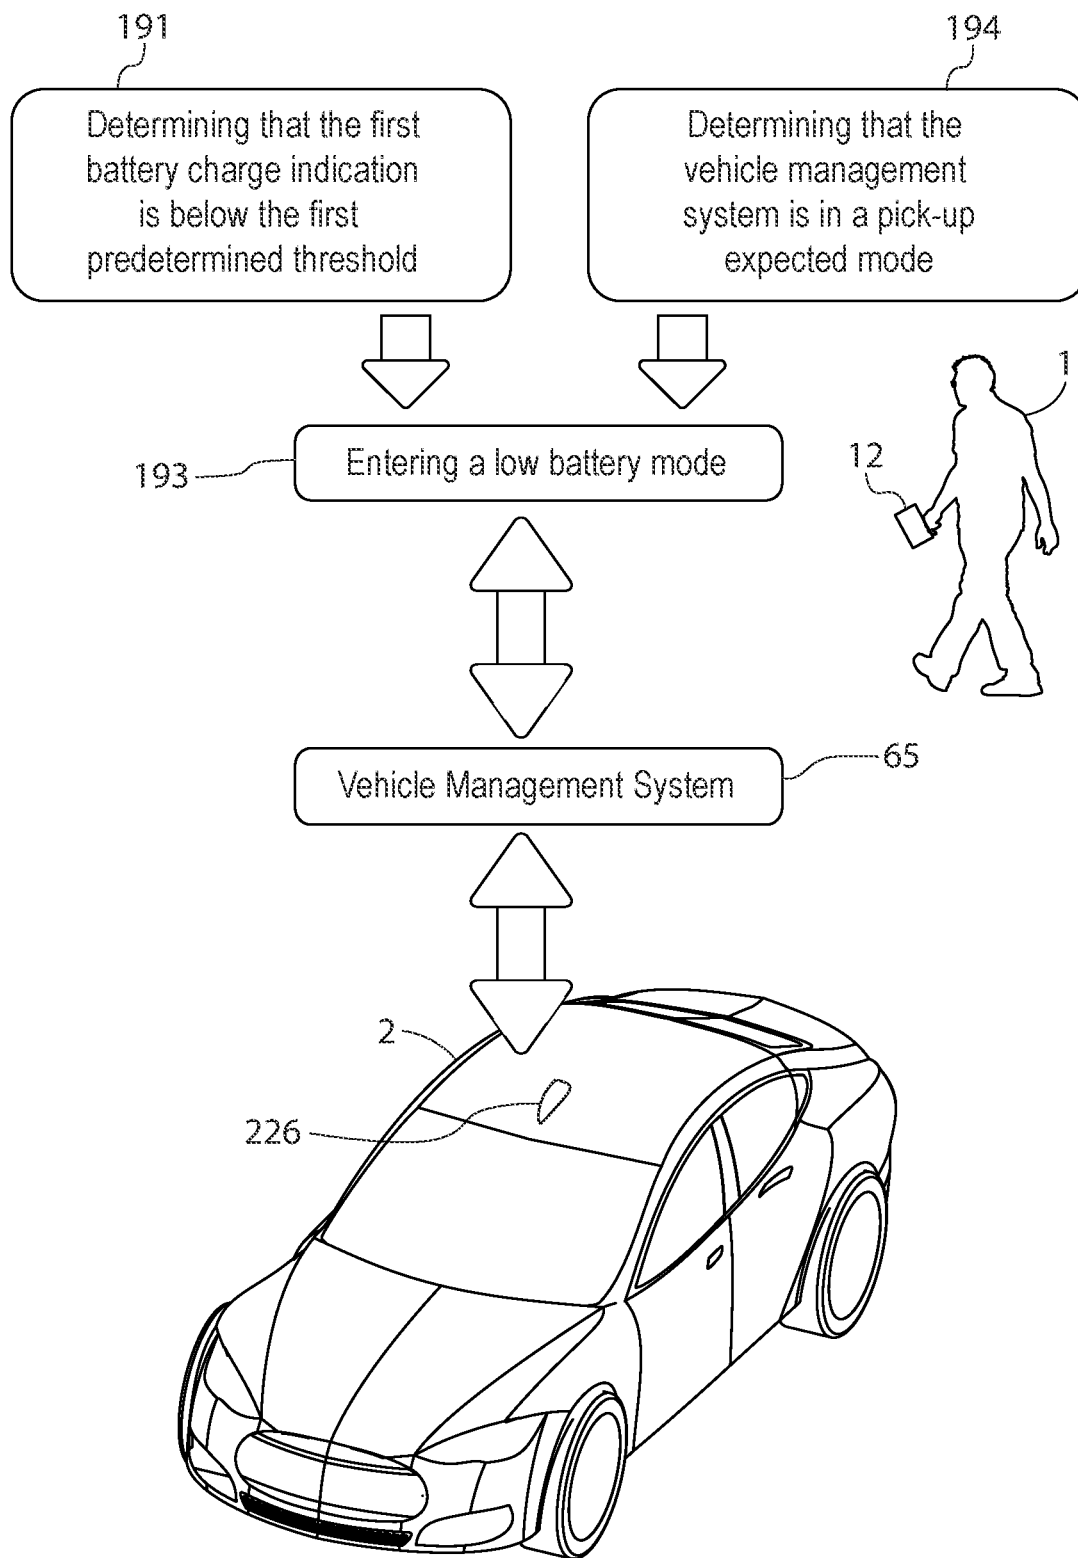 191
194
Determining that the first
battery charge indication
is below the first
predetermined threshold
Determining that the
vehicle management
system is in a pick-up
expected mode
1
12
193
Entering a low battery mode
65
Vehicle Management System
2
226